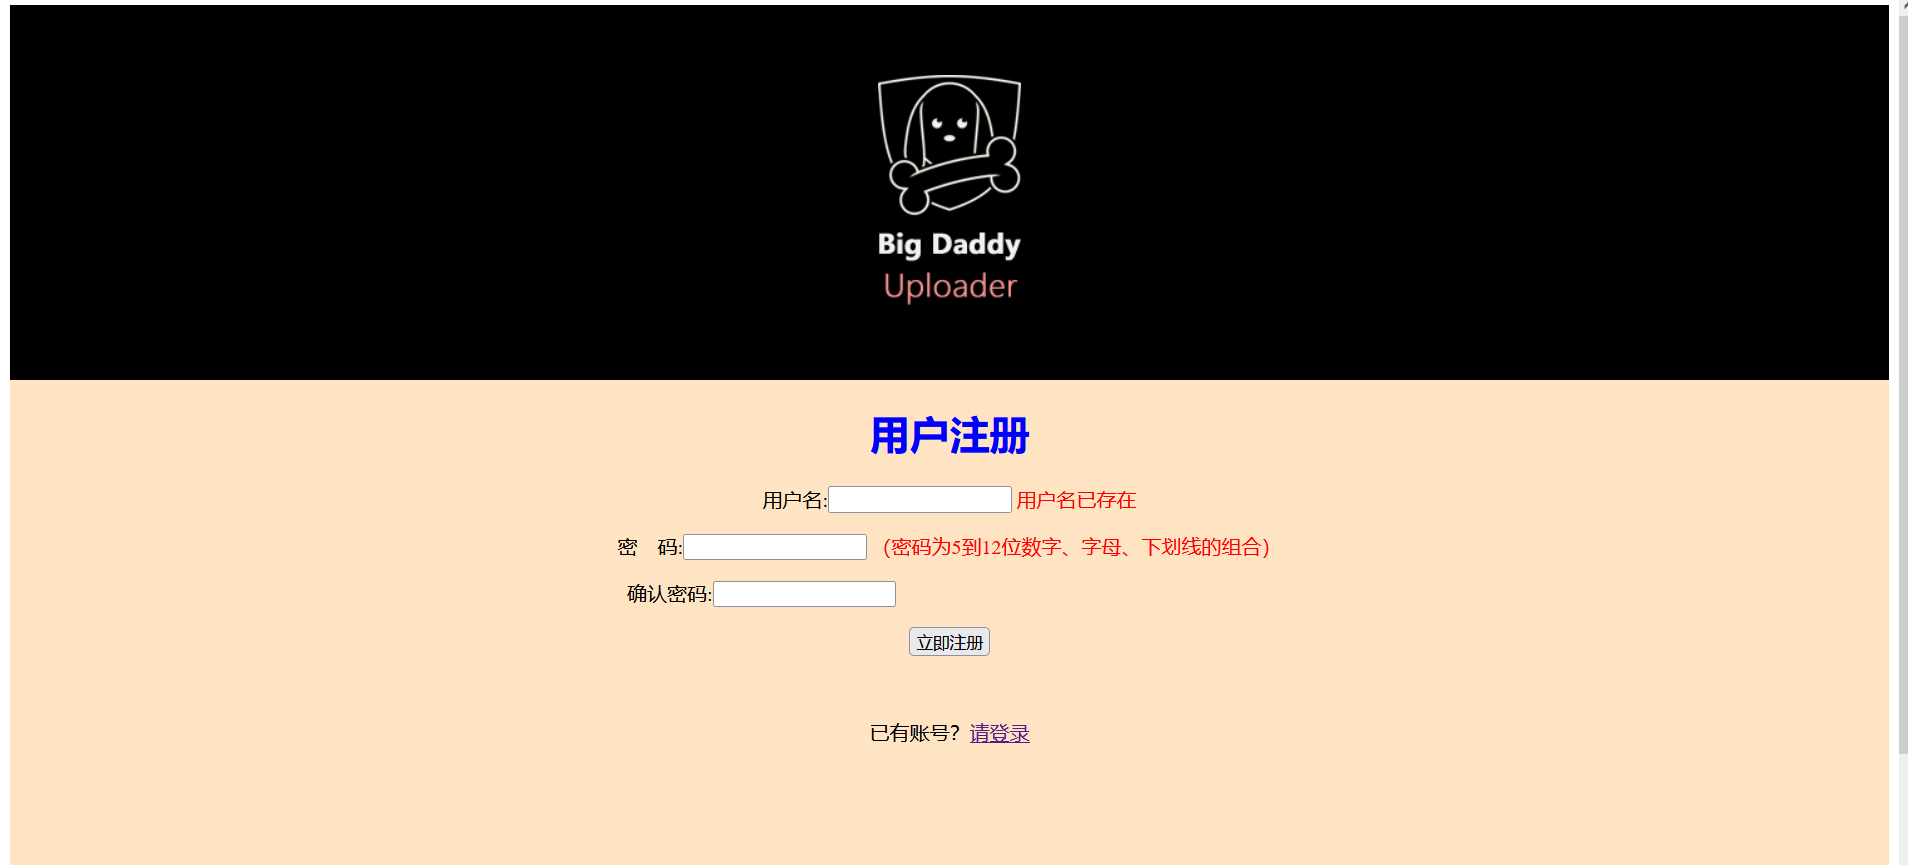 Big Daddy
Uploader
用户注册
用户名: 用户名已存在
密 码: （密码为5到12位数字、字母、下划线的组合）
确认密码:
立即注册
已有账号？请登录